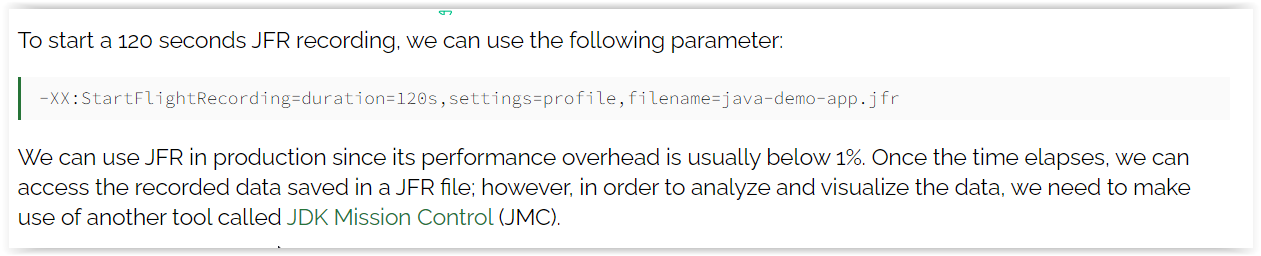 To start a 120 seconds JFR recording, we can use the following parameter:
-XX:StartFlightRecording=duration=120s,settings=profile,filename=java-demo-app.jfr
We can use JFR in production since its performance overhead is usually below 1%. Once the time elapses, we can
access the recorded data saved in a JFR file; however, in order to analyze and visualize the data, we need to make
use of another tool called JDK Mission Control (JMC).